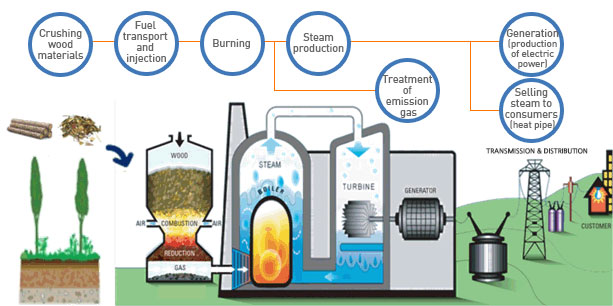 Crushing
wood
materials
Fuel
transport
and
injection
Burning
Steam
production
Generation
(production
of electric
power)
Treatment
of
emission
gas
Selling
steam to
consumers
(heat pipe)
WOOD
AIR
COMBUSTION
AIR
REDUCTION
GAS
STEAM
BOILER
TURBINE
GENERATOR
TRANSMISSION & DISTRIBUTION
CUSTOMER